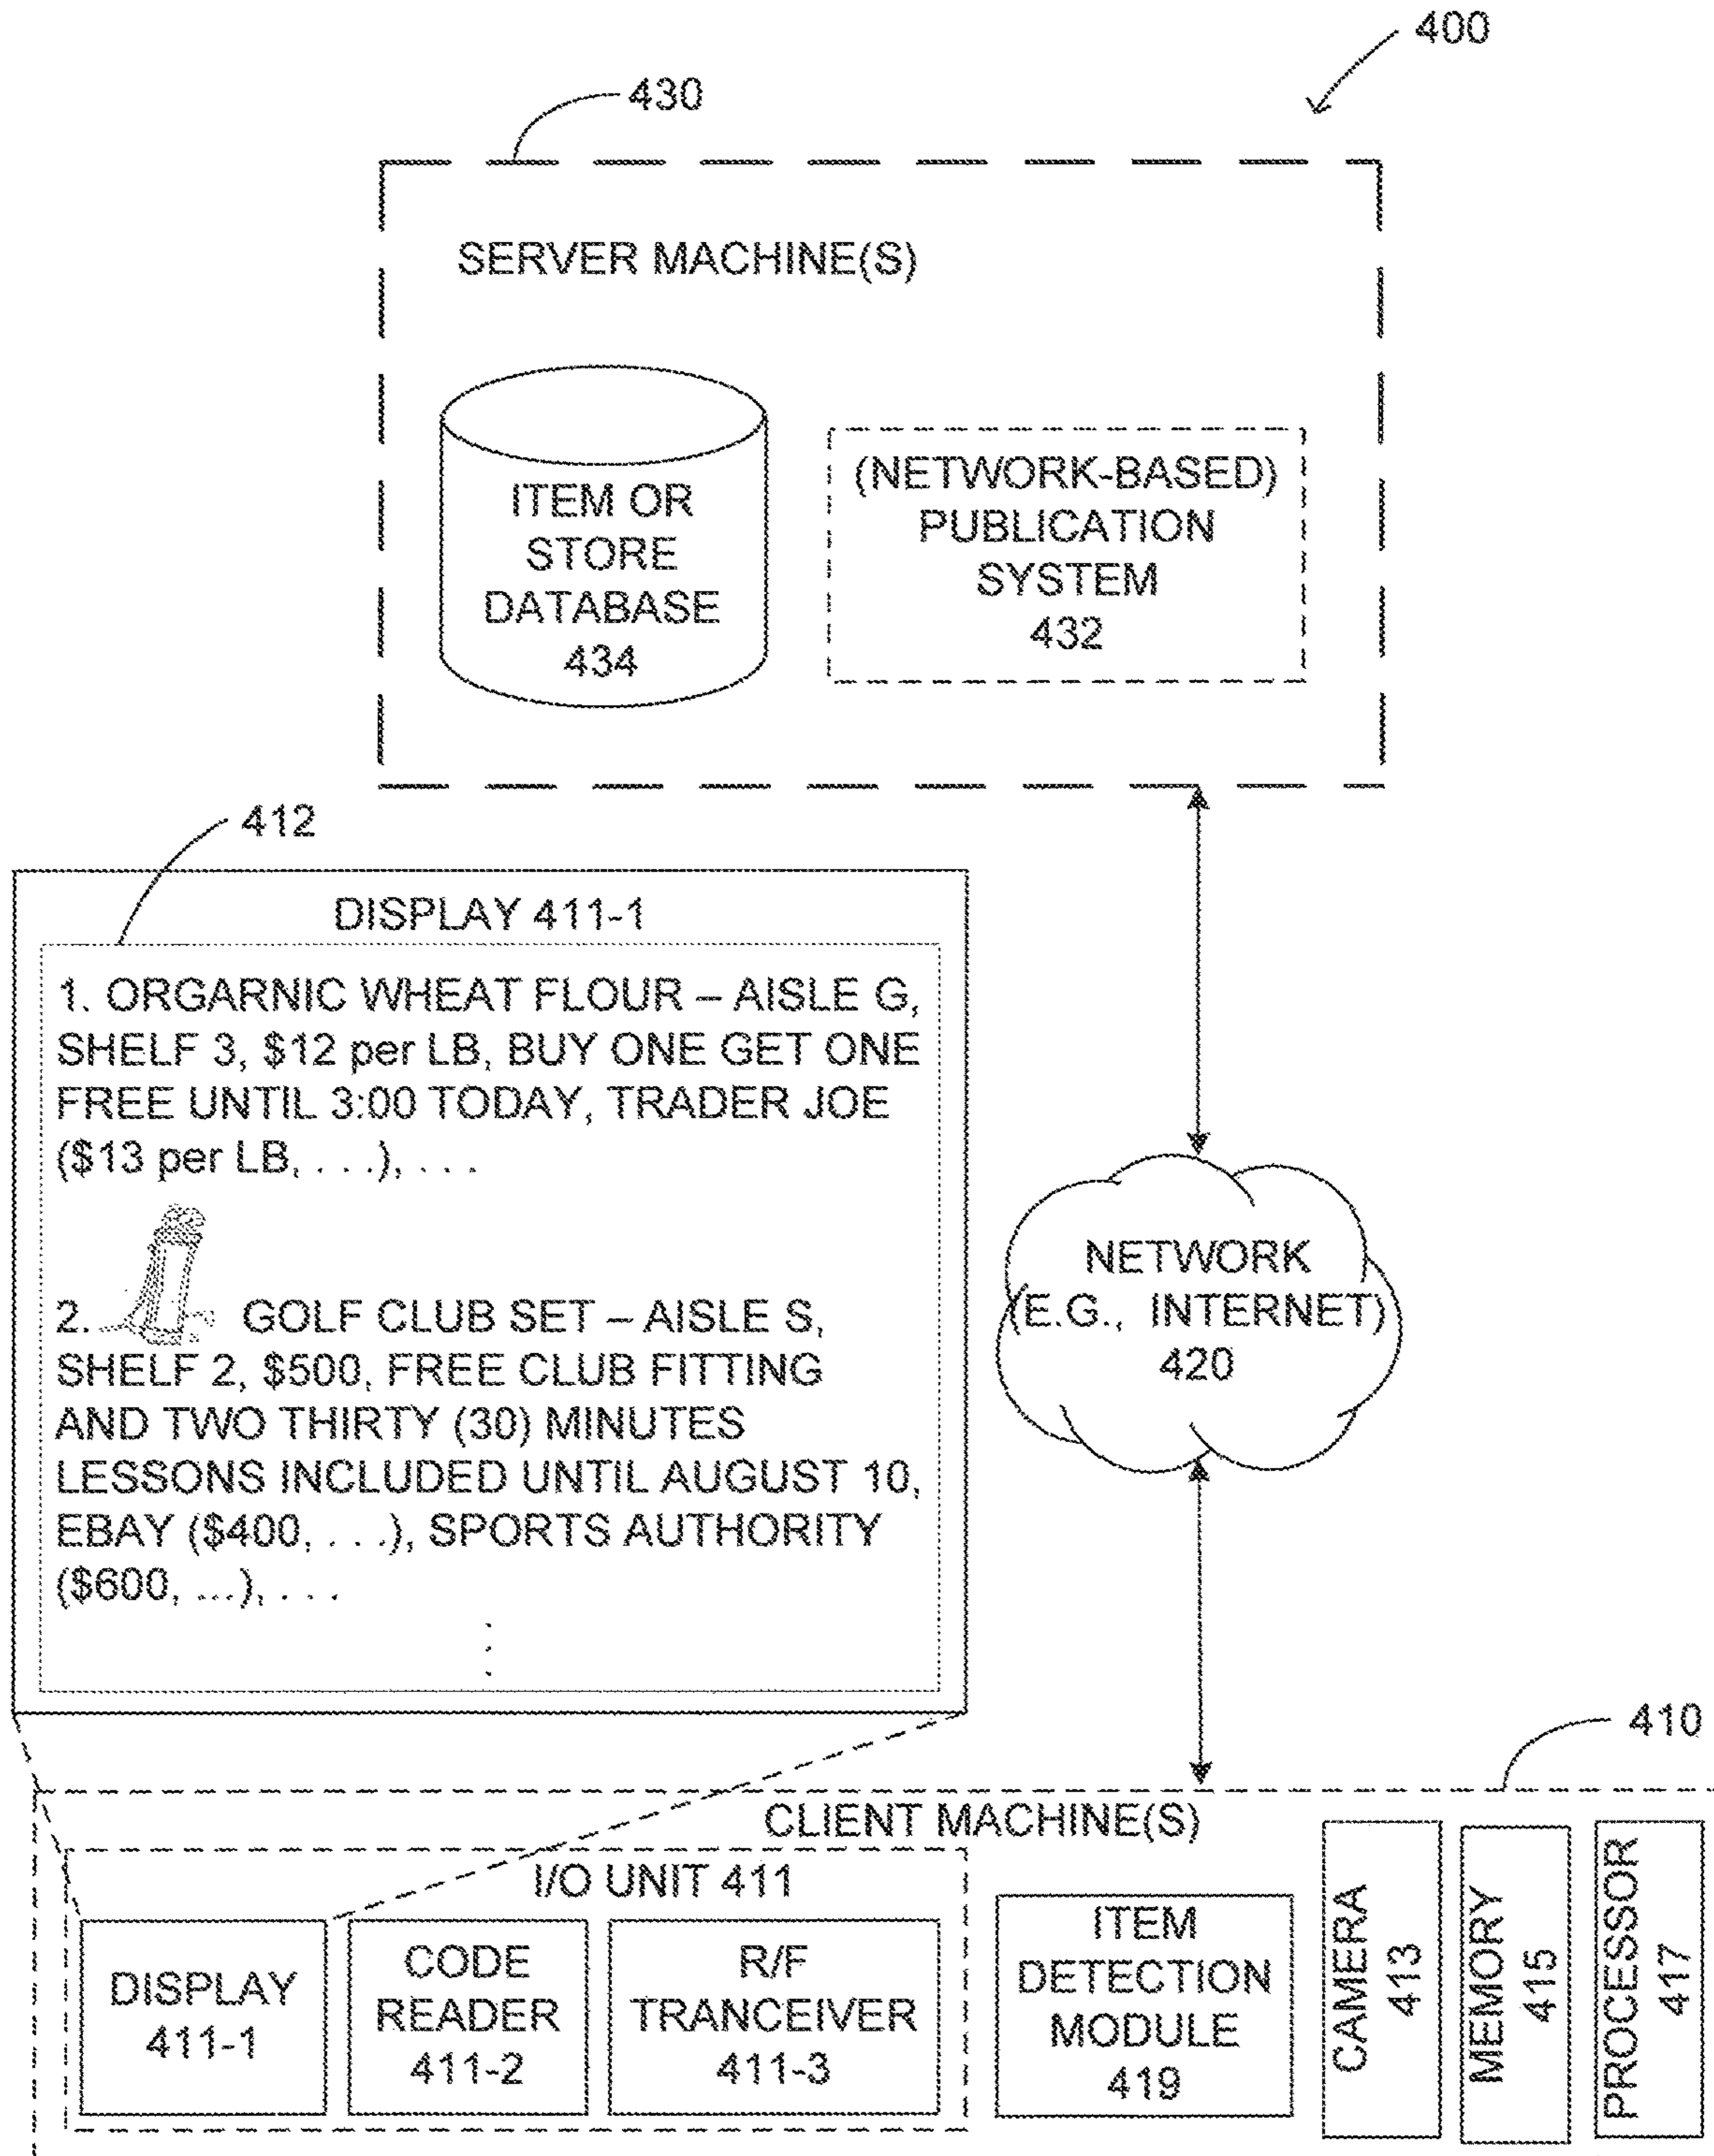 400
430
SERVER MACHINE(S)
ITEM OR
STORE
DATABASE
434
(NETWORK-BASED)
PUBLICATION
SYSTEM
432
412
DISPLAY 411-1
1. ORGARNIC WHEAT FLOUR – AISLE G,
SHELF 3, $12 per LB, BUY ONE GET ONE
FREE UNTIL 3:00 TODAY, TRADER JOE
($13 per LB, . . .), . . .
2. GOLF CLUB SET – AISLE S,
SHELF 2, $500, FREE CLUB FITTING
AND TWO THIRTY (30) MINUTES
LESSONS INCLUDED UNTIL AUGUST 10,
EBAY ($400, . . .), SPORTS AUTHORITY
($600, ...), . . .
NETWORK
(E.G., INTERNET)
420
410
CLIENT MACHINE(S)
I/O UNIT 411
DISPLAY
411-1
CODE
READER
411-2
R/F
TRANCEIVER
411-3
ITEM
DETECTION
MODULE
419
CAMERA
413
MEMORY
415
PROCESSOR
417